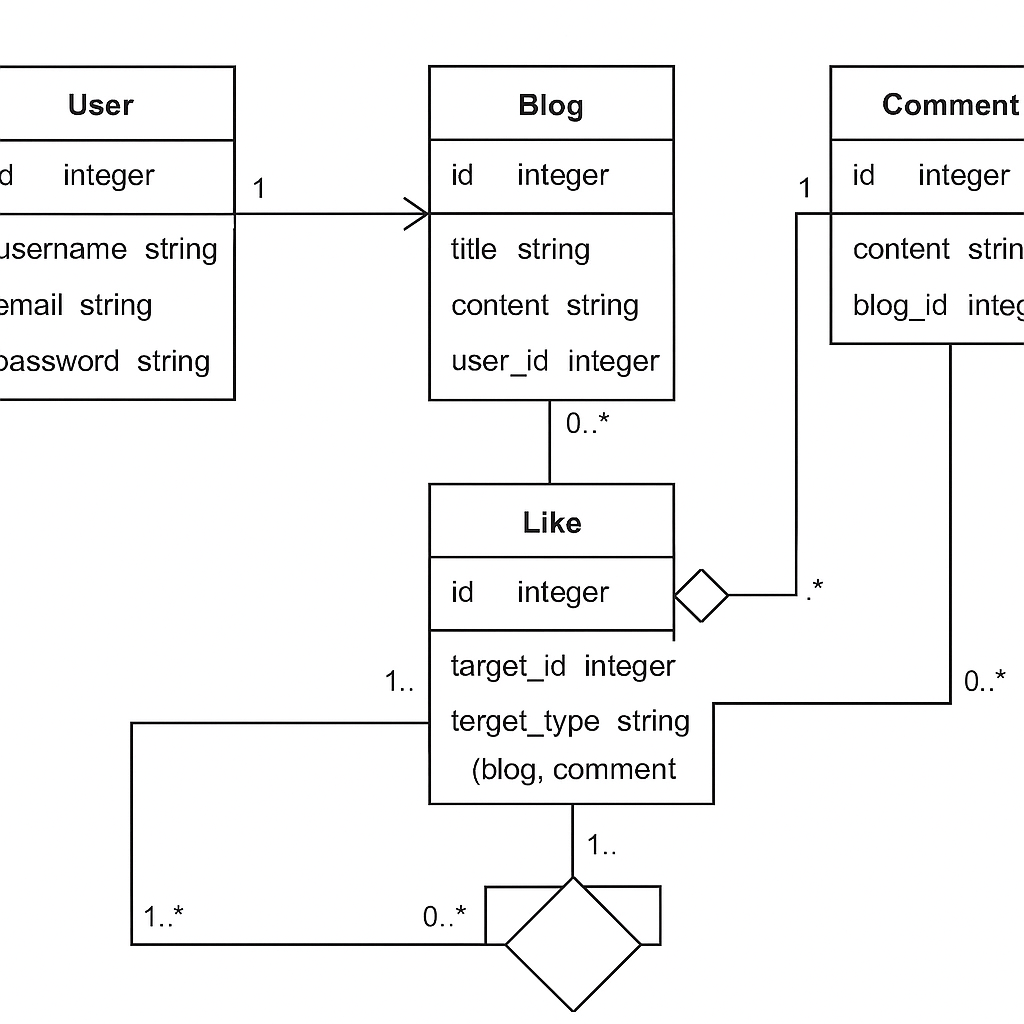 User
d integer
username string
email string
password string
1
Blog
id integer
title string
content string
user_id integer
0..*
Comment
id integer
content strin
blog_id integ
1
Like
id integer
target_id integer
terget_type string
(blog, comment
.*
0..*
1..
1..
1..*
0..*